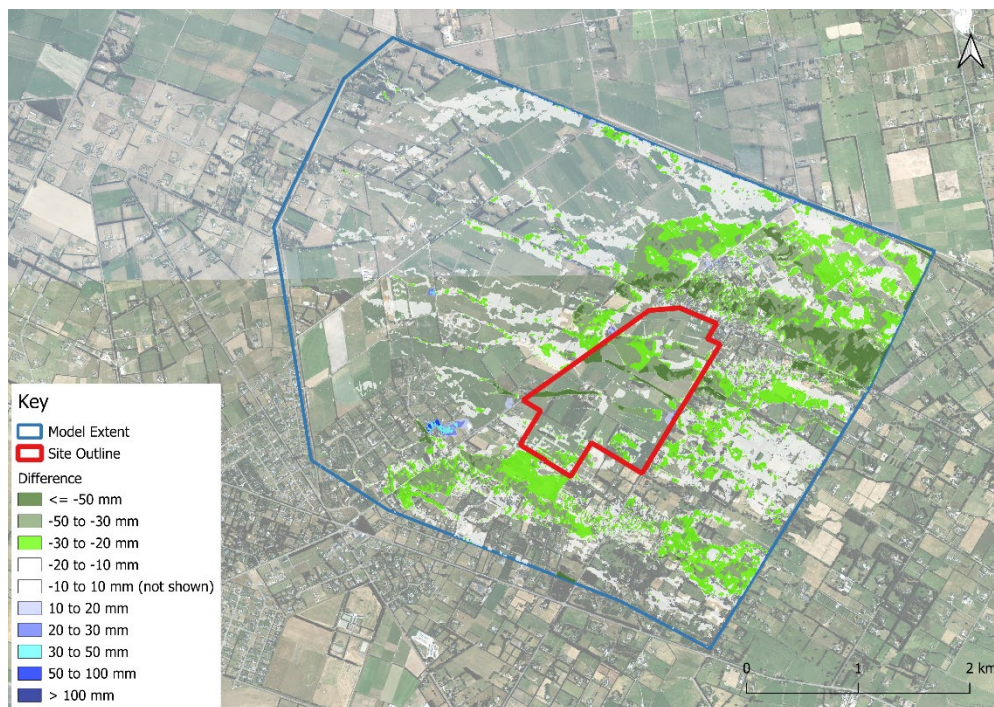 Key
Model Extent
Site Outline
Difference
<= -50 mm
-50 to -30 mm
-30 to -20 mm
-20 to -10 mm
-10 to 10 mm (not shown)
10 to 20 mm
20 to 30 mm
30 to 50 mm
50 to 100 mm
> 100 mm
0 1 2 km